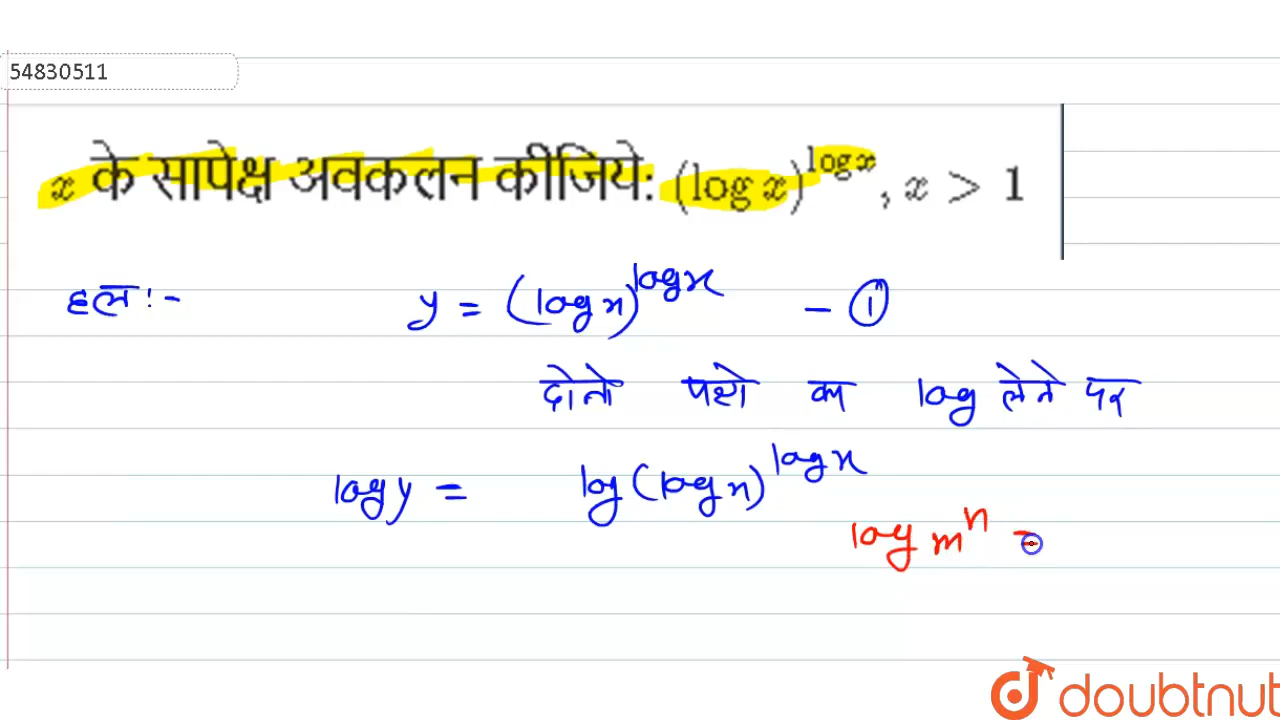 54830511
x के सापेक्ष अवकलन कीजिये: (log x)^{log x}, x > 1
हल :- y = (log x)^{log x} - ①
दोनो पक्षो का log लेने पर
log y = log (log x)^{log x}
log m^n =
doubtnut